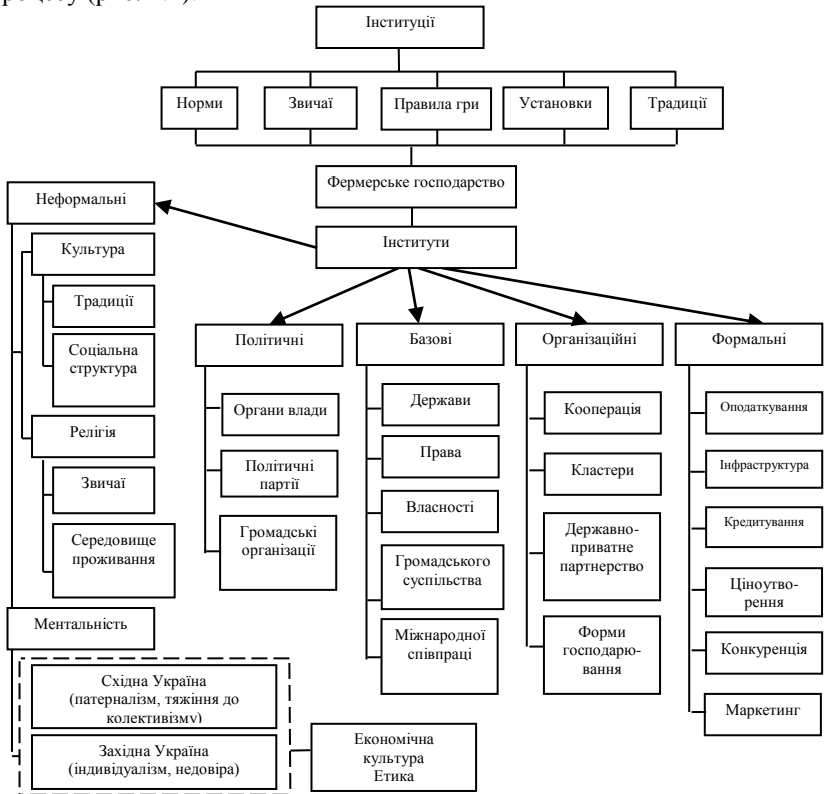 Інституції
Норми
Звичаї
Правила гри
Установки
Традиції
Фермерське господарство
Інститути
Неформальні
Культура
Традиції
Соціальна
структура
Релігія
Звичаї
Середовище
проживання
Ментальність
Східна Україна
(патерналізм, тяжіння до
колективізму)
Західна Україна
(індивідуалізм, недовіра)
Економічна
культура
Етика
Політичні
Органи влади
Політичні
партії
Громадські
організації
Базові
Держави
Права
Власності
Громадського
суспільства
Міжнародної
співпраці
Організаційні
Кооперація
Кластери
Державно-
приватне
партнерство
Форми
господарю-
вання
Формальні
Оподаткування
Інфраструктура
Кредитування
Ціноутво-
рення
Конкуренція
Маркетинг